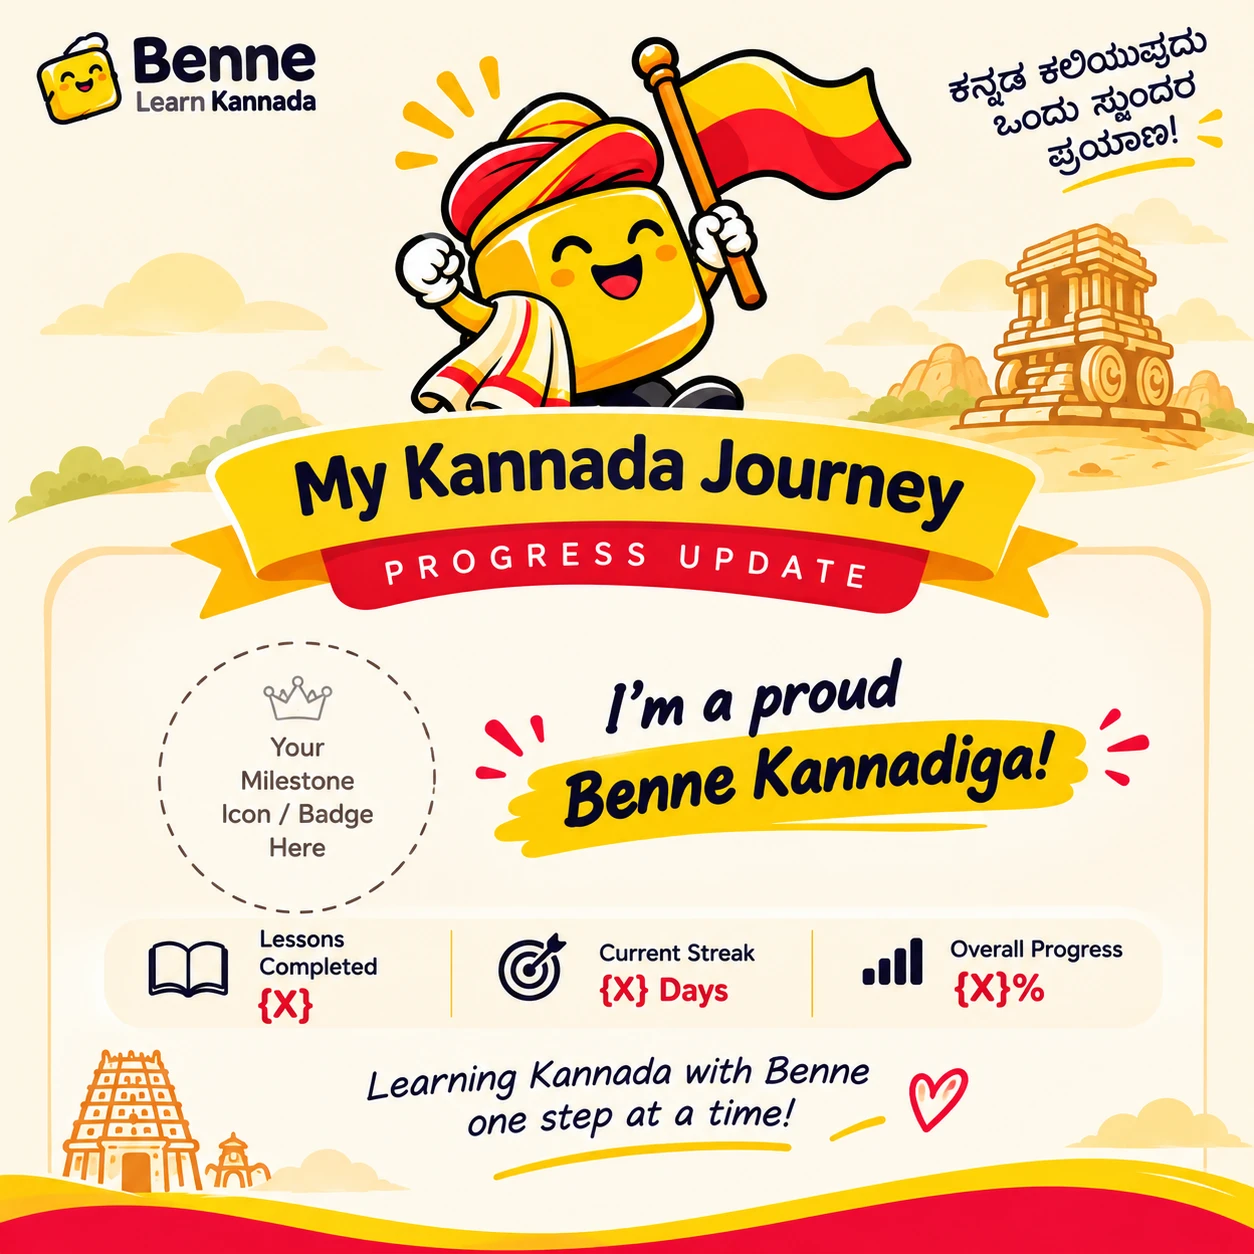 Benne
Learn Kannada
ಕನ್ನಡ ಕಲಿಯುವುದು
ಒಂದು ಸುಂದರ
ಪ್ರಯಾಣ!
My Kannada Journey
PROGRESS UPDATE
I'm a proud
Benne Kannadiga!
Your
Milestone
Icon / Badge
Here
Lessons
Completed
{X}
Current Streak
{X} Days
Overall Progress
{X}%
Learning Kannada with Benne
one step at a time!